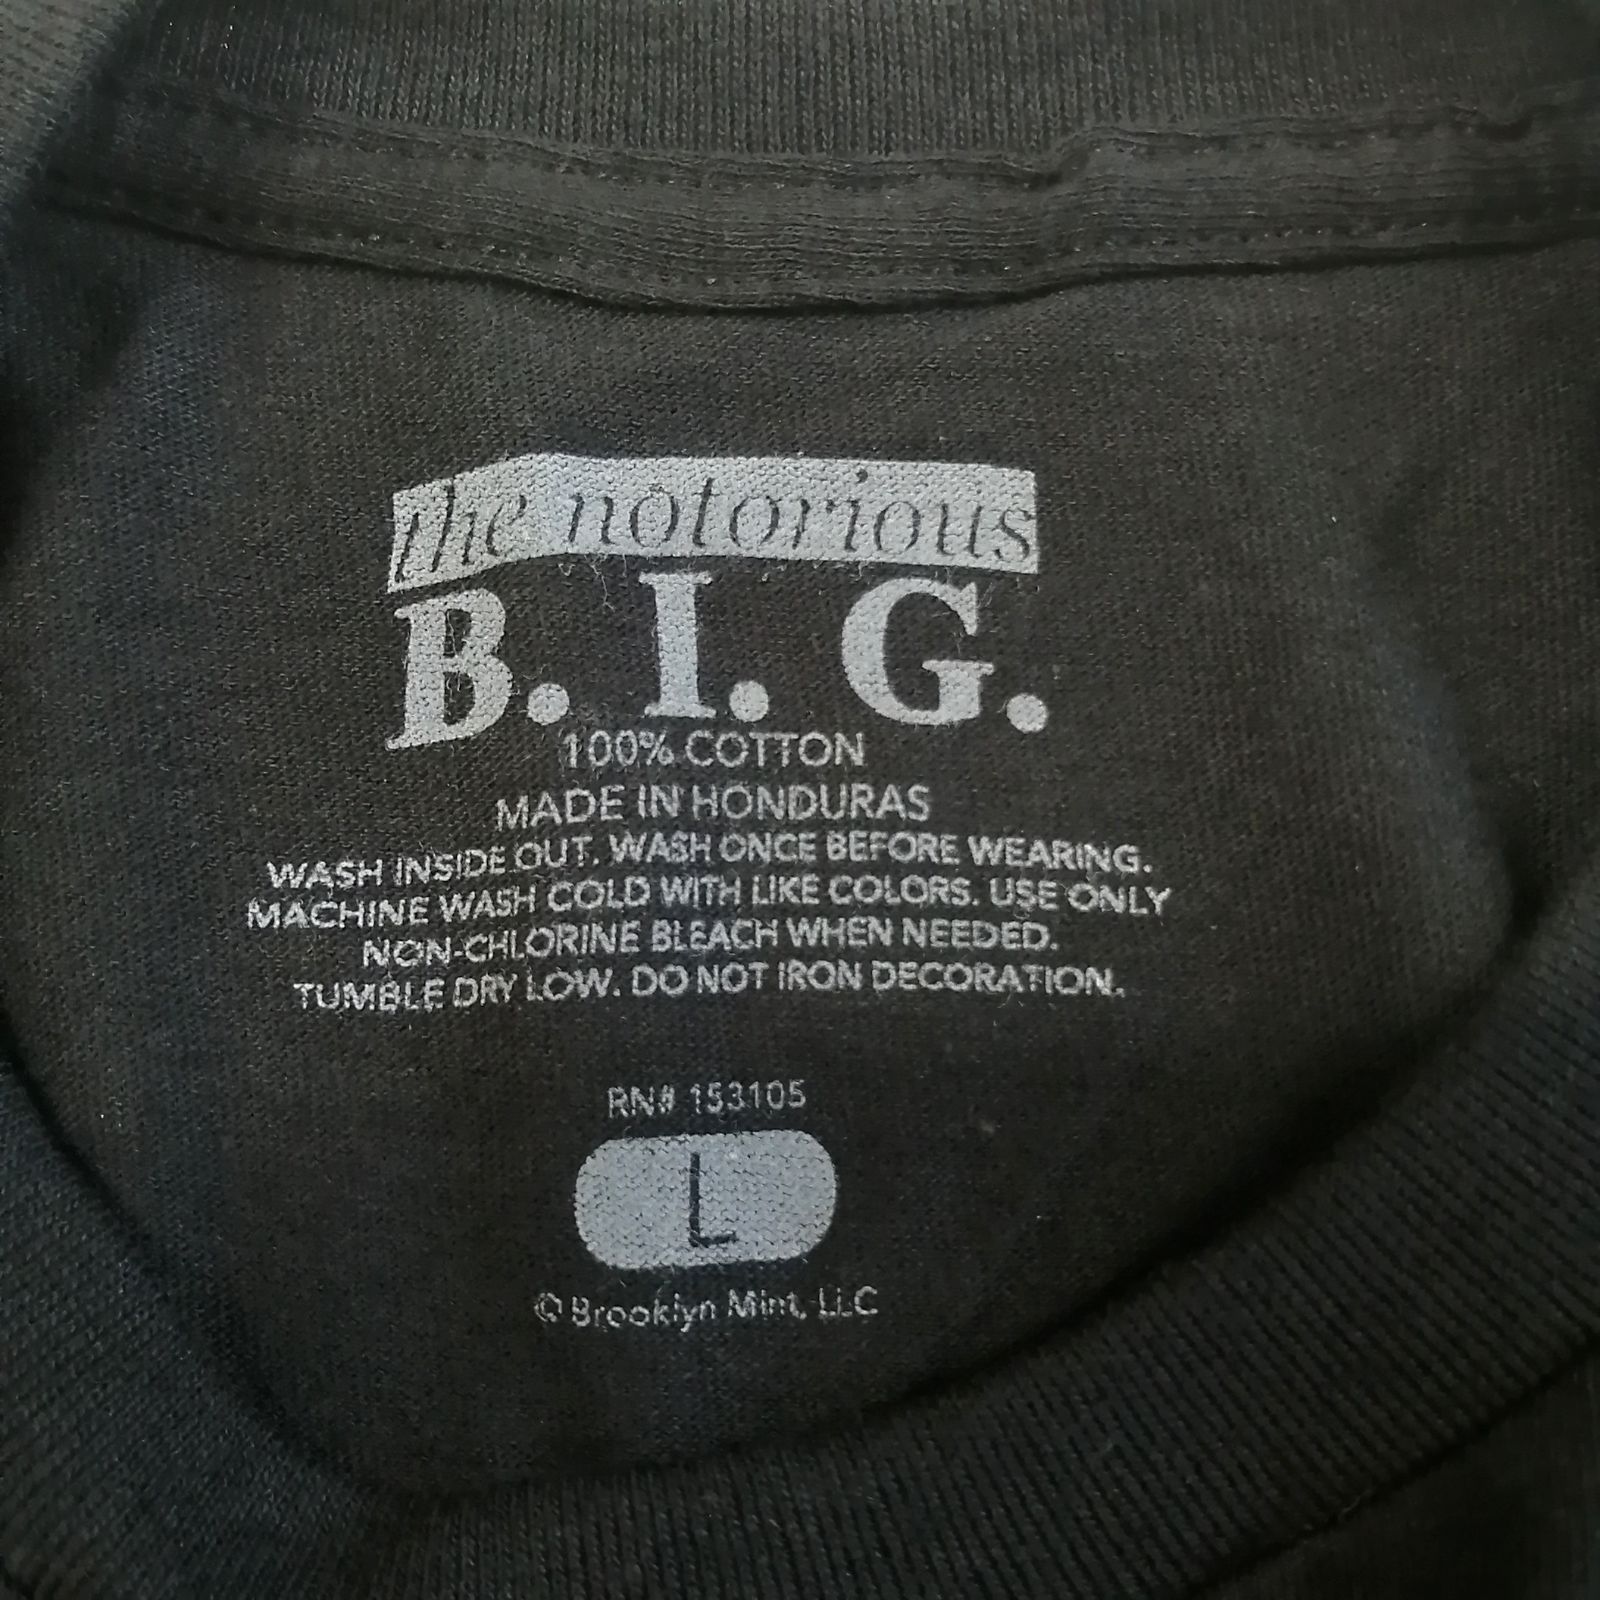 the notorious
B. I. G.
100% COTTON
MADE IN HONDURAS
WASH INSIDE OUT. WASH ONCE BEFORE WEARING.
MACHINE WASH COLD WITH LIKE COLORS. USE ONLY
NON-CHLORINE BLEACH WHEN NEEDED.
TUMBLE DRY LOW. DO NOT IRON DECORATION.
RN# 153105
L
© Brooklyn Mint, LLC